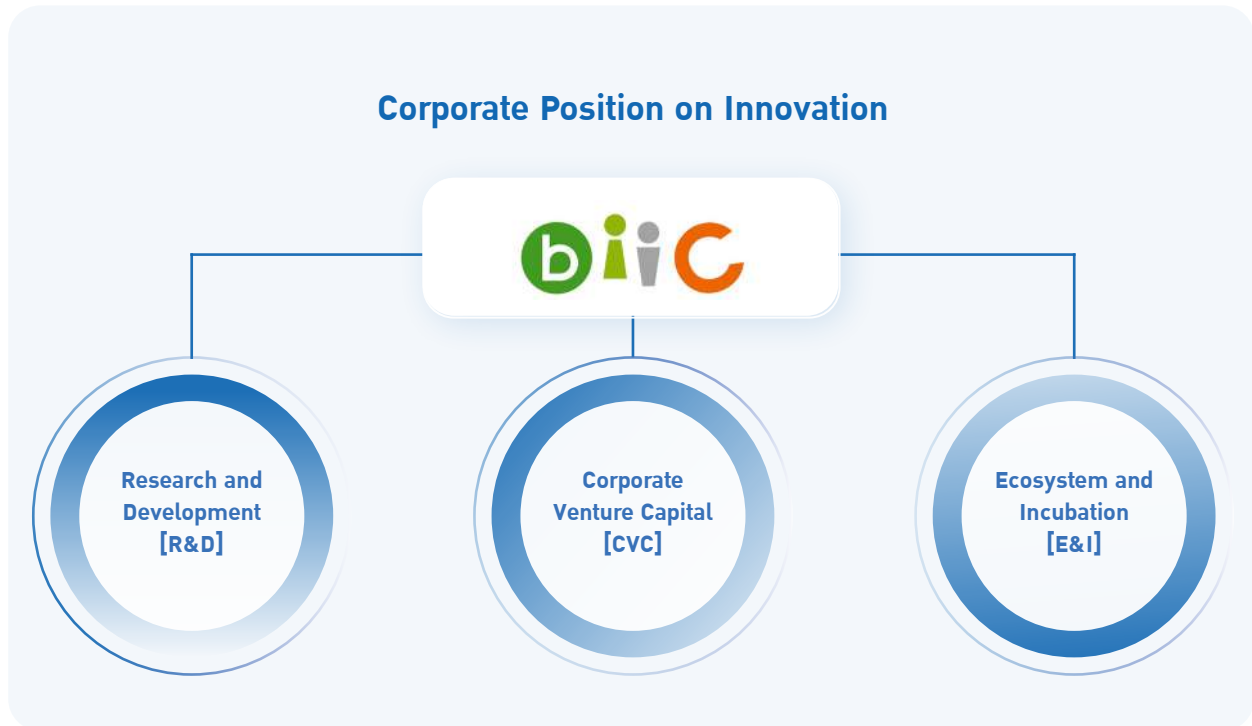 Corporate Position on Innovation
biic
Research and
Development
[R&D]
Corporate
Venture Capital
[CVC]
Ecosystem and
Incubation
[E&I]